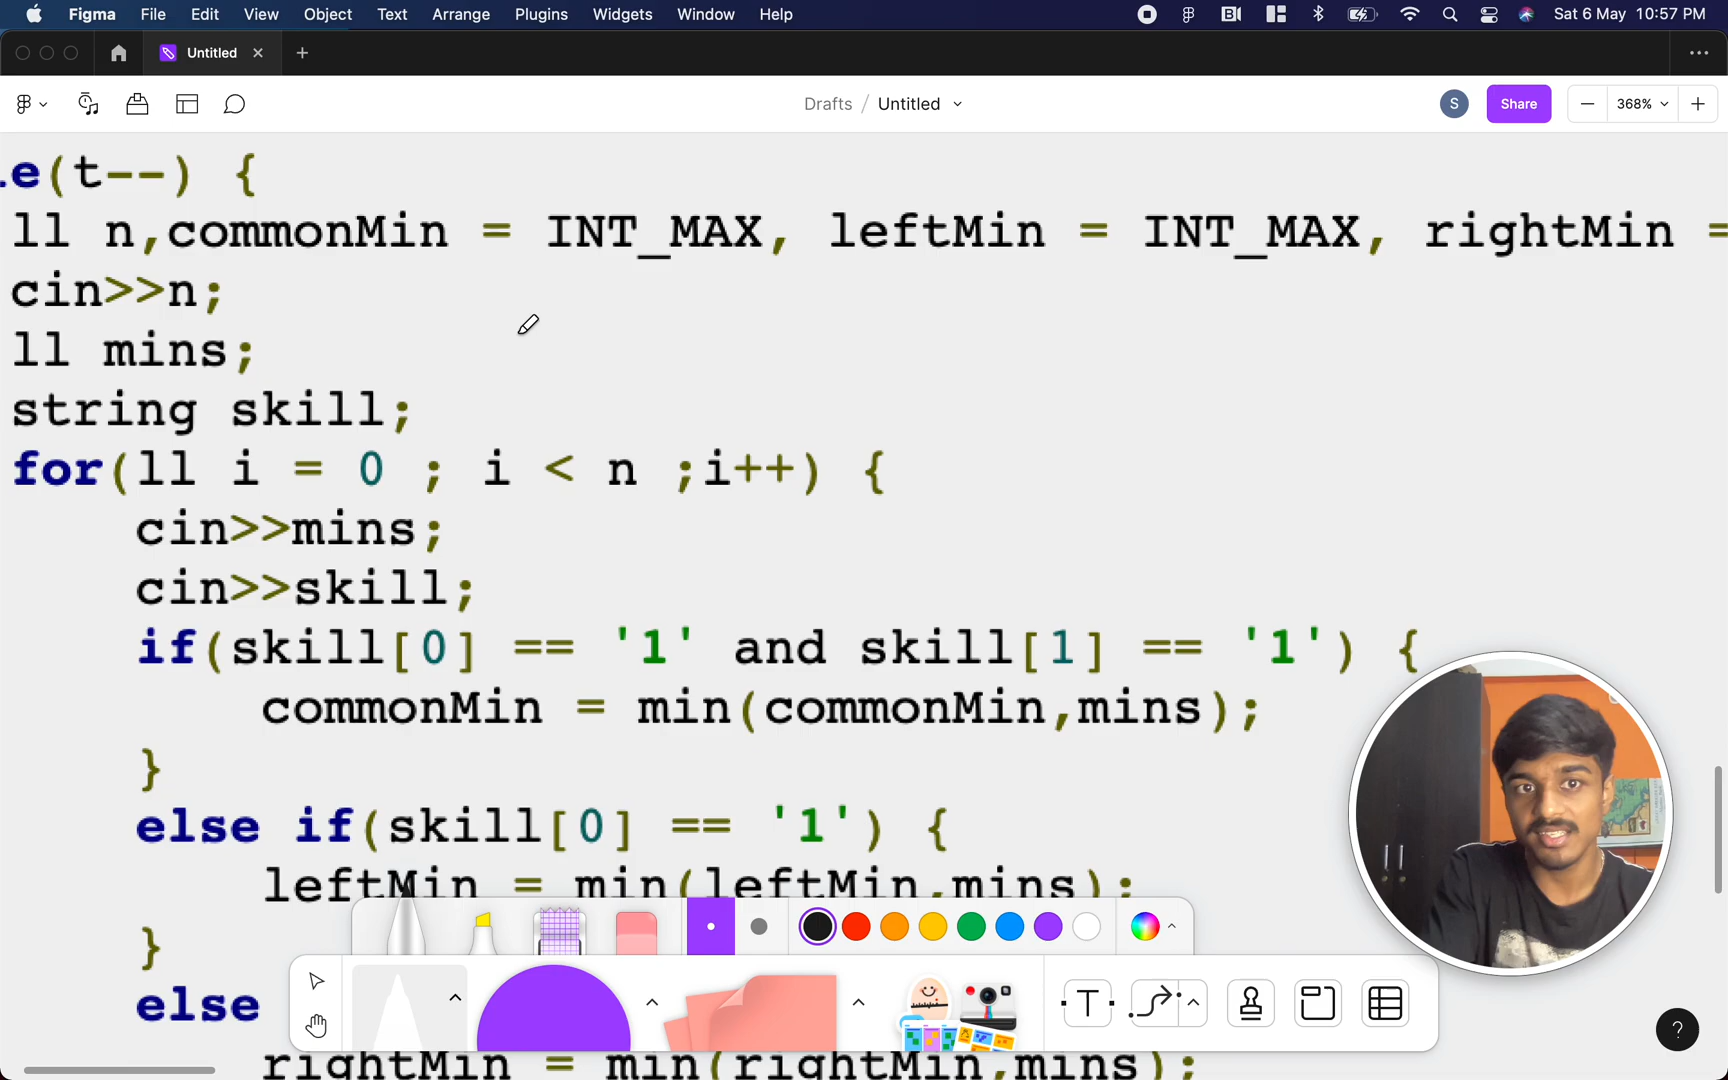 Figma File Edit View Object Text Arrange Plugins Widgets Window Help Sat 6 May 10:57 PM
Untitled
Drafts / Untitled S Share 368%
e(t--) {
ll n,commonMin = INT_MAX, leftMin = INT_MAX, rightMin =
cin>>n;
ll mins;
string skill;
for(ll i = 0 ; i < n ;i++) {
cin>>mins;
cin>>skill;
if(skill[0] == '1' and skill[1] == '1') {
commonMin = min(commonMin,mins);
}
else if(skill[0] == '1') {
leftMin = min(leftMin,mins);
}
else
rightMin = min(rightMin,mins);
T
?